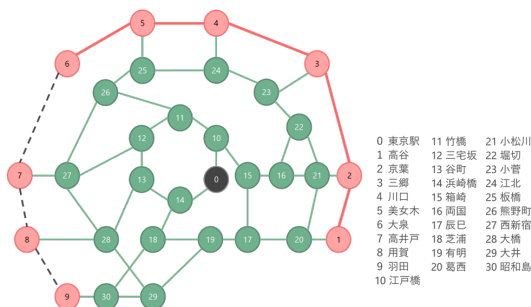 5
4
6
3
25
24
26
23
11
22
12
10
7
27
13
0
15
16
21
2
14
8
28
18
19
17
20
1
9
30
29
0 東京駅 11 竹橋 21 小松川
1 高谷 12 三宅坂 22 堀切
2 京葉 13 谷町 23 小菅
3 三郷 14 浜崎橋 24 江北
4 川口 15 箱崎 25 板橋
5 美女木 16 両国 26 熊野町
6 大泉 17 辰巳 27 西新宿
7 高井戸 18 芝浦 28 大橋
8 用賀 19 有明 29 大井
9 羽田 20 葛西 30 昭和島
10 江戸橋